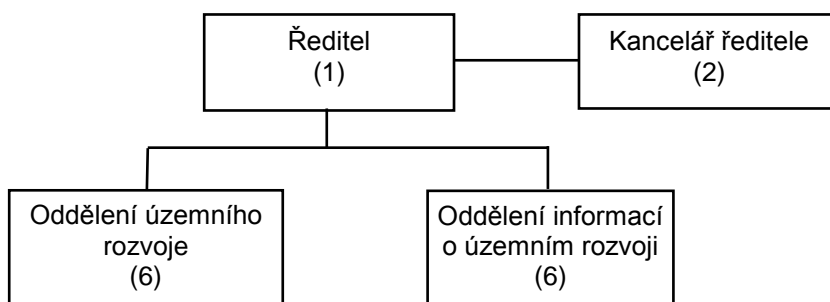 Ředitel
(1)
Kancelář ředitele
(2)
Oddělení územního
rozvoje
(6)
Oddělení informací
o územním rozvoji
(6)